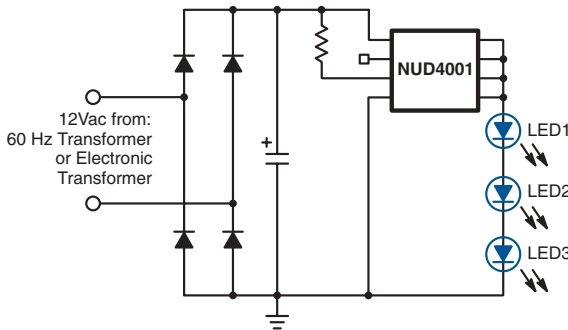 12Vac from:
60 Hz Transformer
or Electronic
Transformer
+
NUD4001
LED1
LED2
LED3